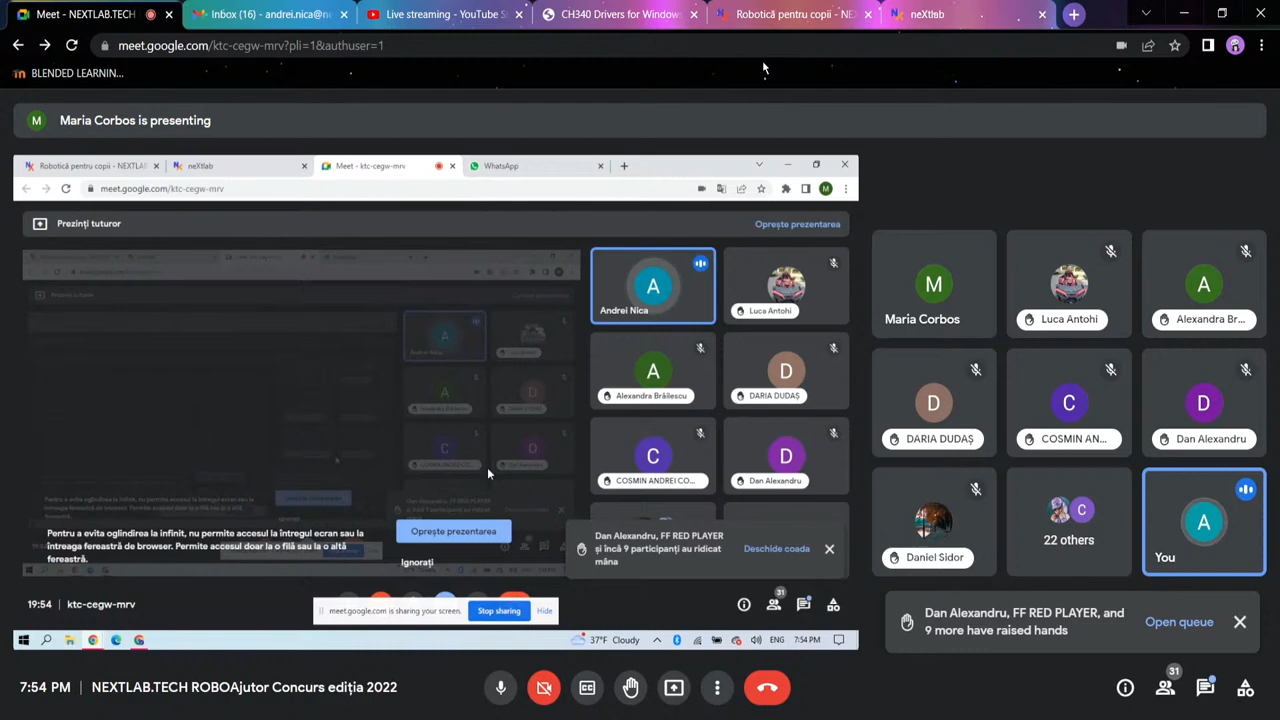 Meet - NEXTLAB.TECH
Inbox (16) - andrei.nica@ne
Live streaming - YouTube S
CH340 Drivers for Windows
Robotică pentru copii - NEX
neXtlab
meet.google.com/ktc-cegw-mrv?pli=1&authuser=1
BLENDED LEARNIN...
M
Maria Corbos is presenting
Robotică pentru copii - NEXTLAB
neXtlab
Meet - ktc-cegw-mrv
WhatsApp
meet.google.com/ktc-cegw-mrv
M
Prezinți tuturor
Oprește prezentarea
A
Andrei Nica
Luca Antohi
A
Alexandra Brăilescu
D
DARIA DUDAȘ
C
COSMIN ANDREI CO...
D
Dan Alexandru
Pentru a evita oglindirea la infinit, nu permite accesul la întregul ecran sau la
întreaga fereastră de browser. Permite accesul doar la o filă sau la o altă
fereastră.
Oprește prezentarea
Ignorați
Dan Alexandru, FF RED PLAYER
și încă 9 participanți au ridicat
mâna
Deschide coada
19:54
ktc-cegw-mrv
meet.google.com is sharing your screen.
Stop sharing
Hide
31
37°F Cloudy
ENG
7:54 PM
M
Maria Corbos
Luca Antohi
A
Alexandra Br...
D
DARIA DUDAȘ
C
COSMIN AN...
D
Dan Alexandru
Daniel Sidor
C
22 others
A
You
Dan Alexandru, FF RED PLAYER, and
9 more have raised hands
Open queue
7:54 PM
NEXTLAB.TECH ROBOAjutor Concurs ediția 2022
31